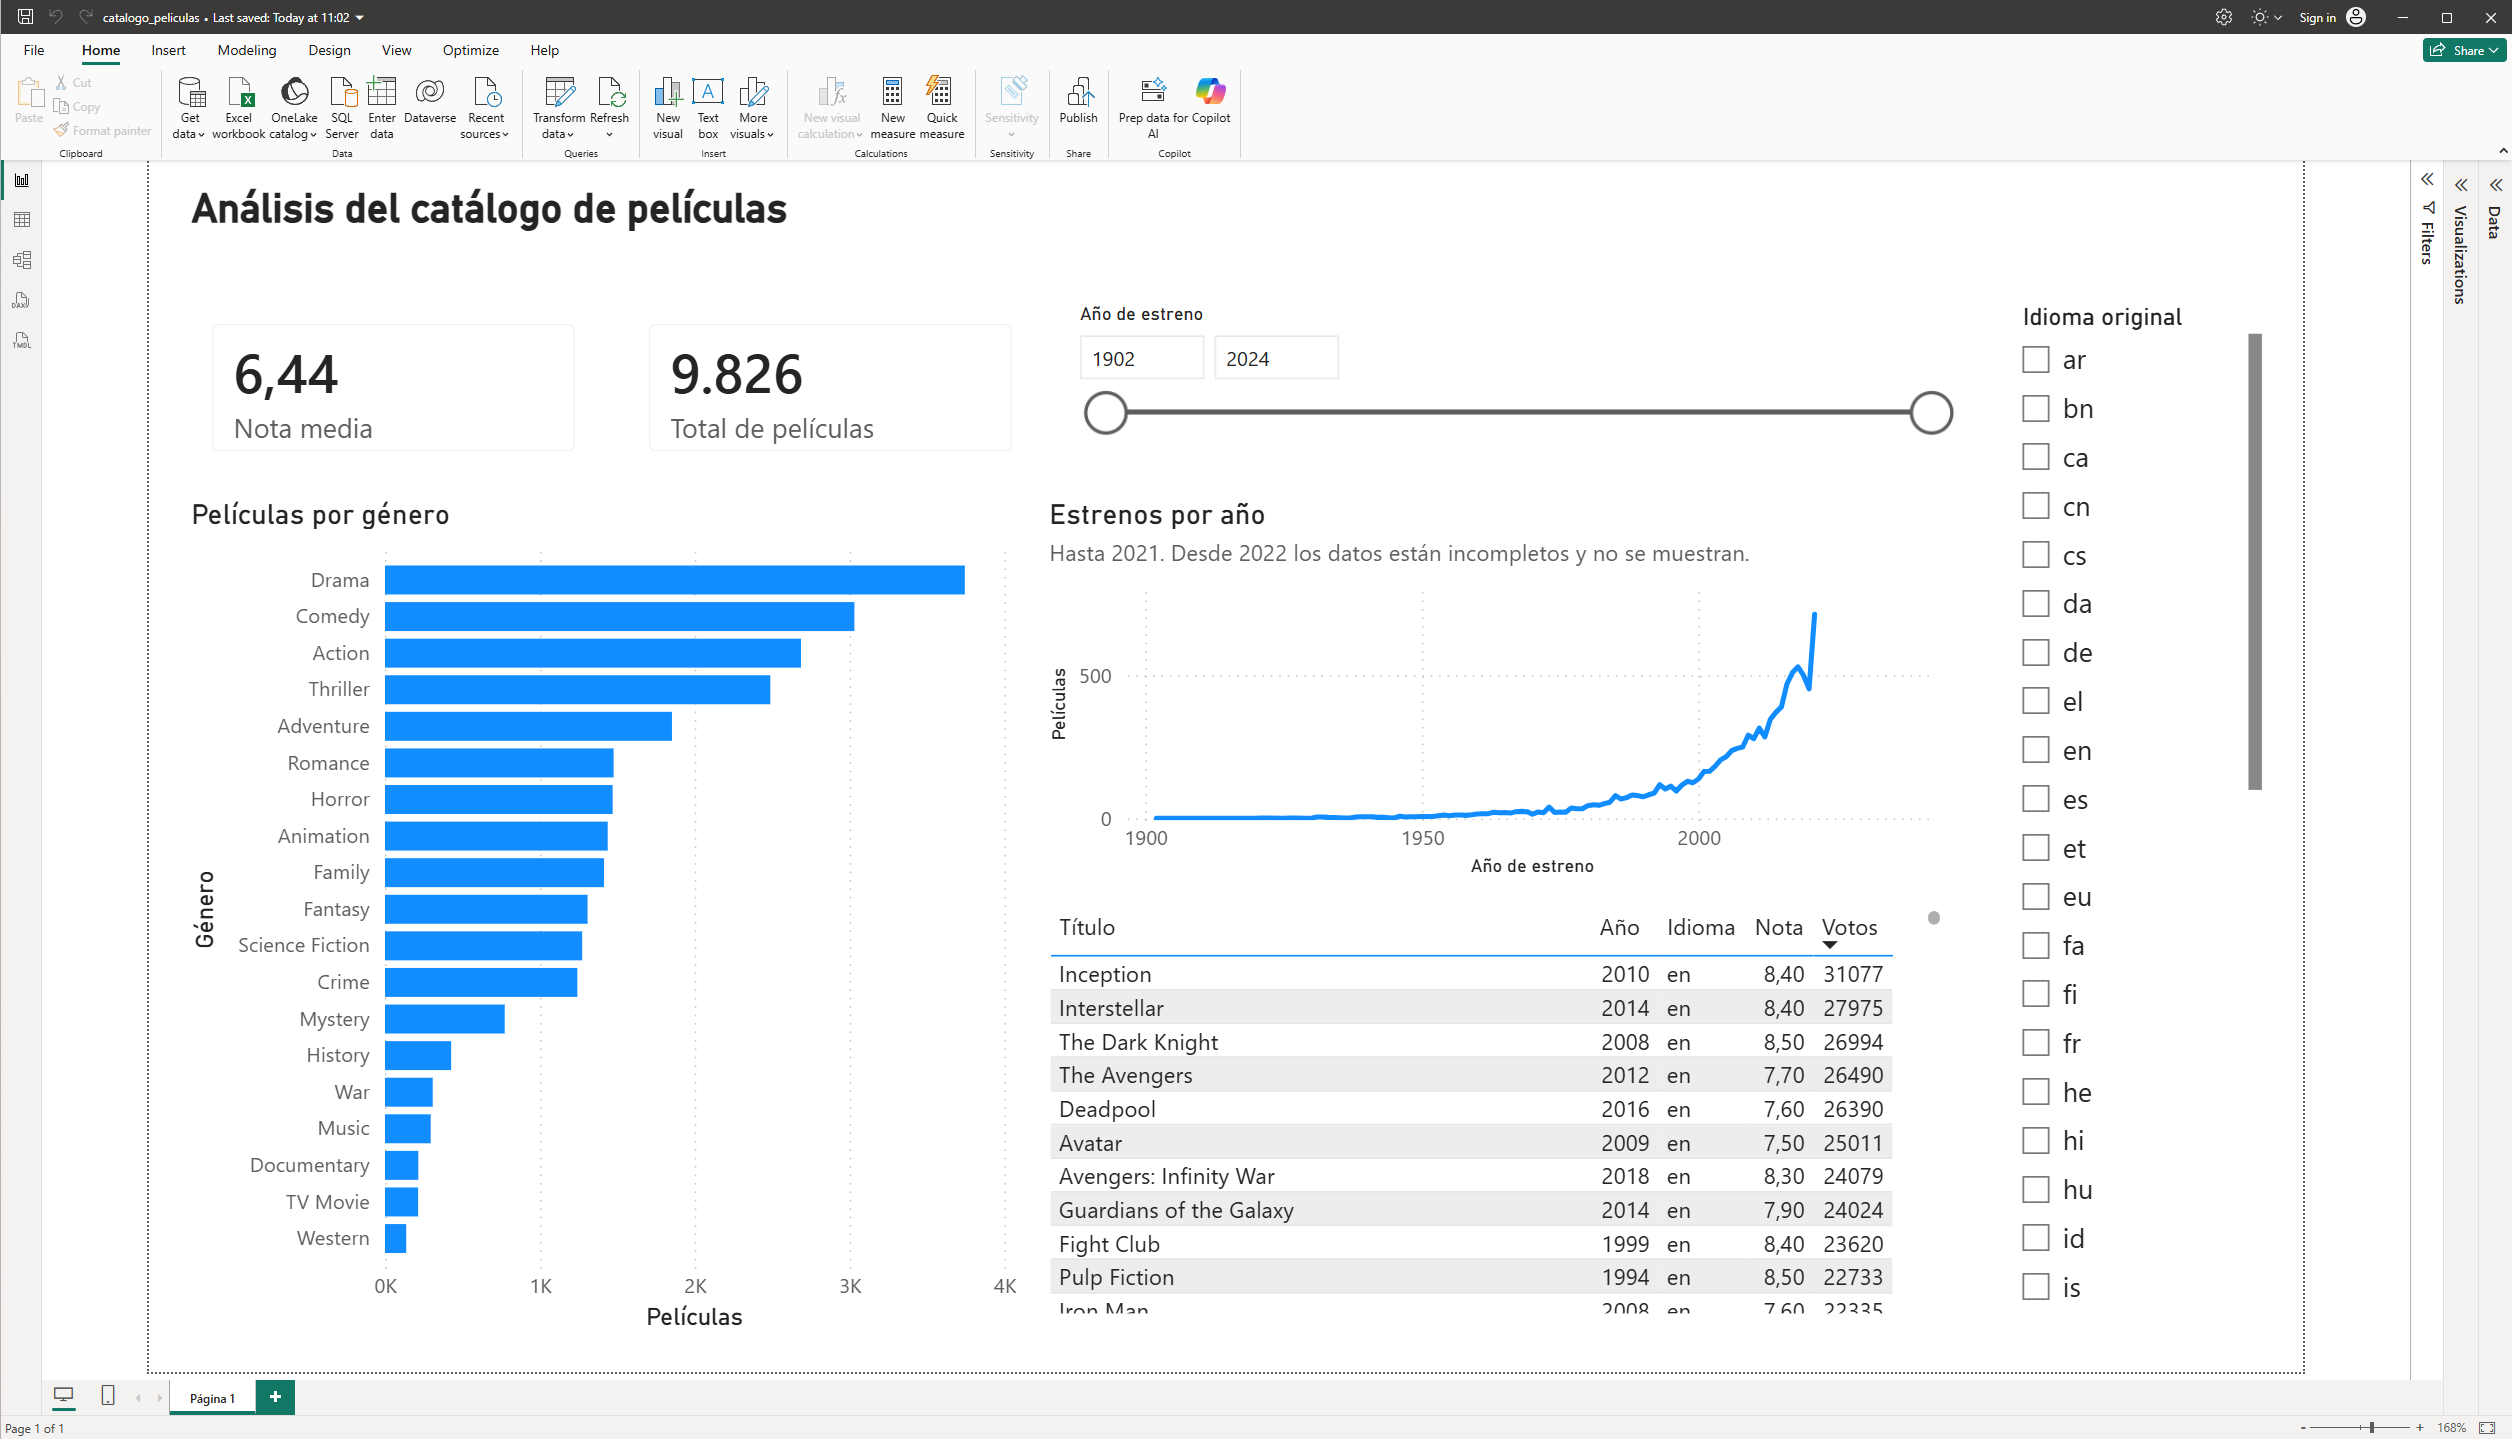 catalogo_peliculas • Last saved: Today at 11:02
Sign in
File Home Insert Modeling Design View Optimize Help
Share
Paste
Cut
Copy
Format painter
Clipboard
Get data
Excel workbook
OneLake catalog
SQL Server
Enter data
Dataverse
Recent sources
Data
Transform data
Refresh
Queries
New visual
Text box
More visuals
Insert
New visual calculation
New measure
Quick measure
Calculations
Sensitivity
Sensitivity
Publish
Share
Prep data for AI
Copilot
Copilot
DAX
TMDL
Análisis del catálogo de películas
6,44
Nota media
9.826
Total de películas
Año de estreno
1902 2024
Películas por género
Género
Drama
Comedy
Action
Thriller
Adventure
Romance
Horror
Animation
Family
Fantasy
Science Fiction
Crime
Mystery
History
War
Music
Documentary
TV Movie
Western
0K 1K 2K 3K 4K
Películas
Estrenos por año
Hasta 2021. Desde 2022 los datos están incompletos y no se muestran.
Películas
500
0
1900 1950 2000
Año de estreno
Título Año Idioma Nota Votos
Inception 2010 en 8,40 31077
Interstellar 2014 en 8,40 27975
The Dark Knight 2008 en 8,50 26994
The Avengers 2012 en 7,70 26490
Deadpool 2016 en 7,60 26390
Avatar 2009 en 7,50 25011
Avengers: Infinity War 2018 en 8,30 24079
Guardians of the Galaxy 2014 en 7,90 24024
Fight Club 1999 en 8,40 23620
Pulp Fiction 1994 en 8,50 22733
Iron Man 2008 en 7,60 22335
Idioma original
ar
bn
ca
cn
cs
da
de
el
en
es
et
eu
fa
fi
fr
he
hi
hu
id
is
Filters
Visualizations
Data
Página 1
Page 1 of 1
168%